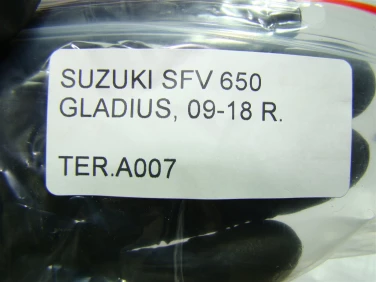 SUZUKI SFV 650
GLADIUS, 09-18 R.
TER.A007